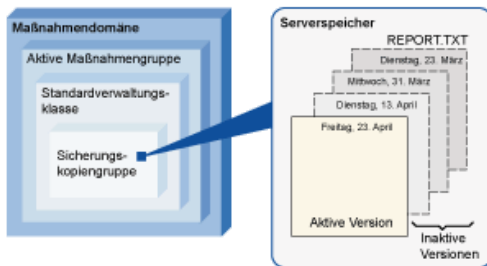 Maßnahmendomäne
Aktive Maßnahmengruppe
Standardverwaltungs-
klasse
Sicherungs-
kopiengruppe
Serverspeicher
REPORT.TXT
Dienstag, 23. März
Mittwoch, 31. März
Dienstag, 13. April
Freitag, 23. April
Aktive Version
Inaktive
Versionen